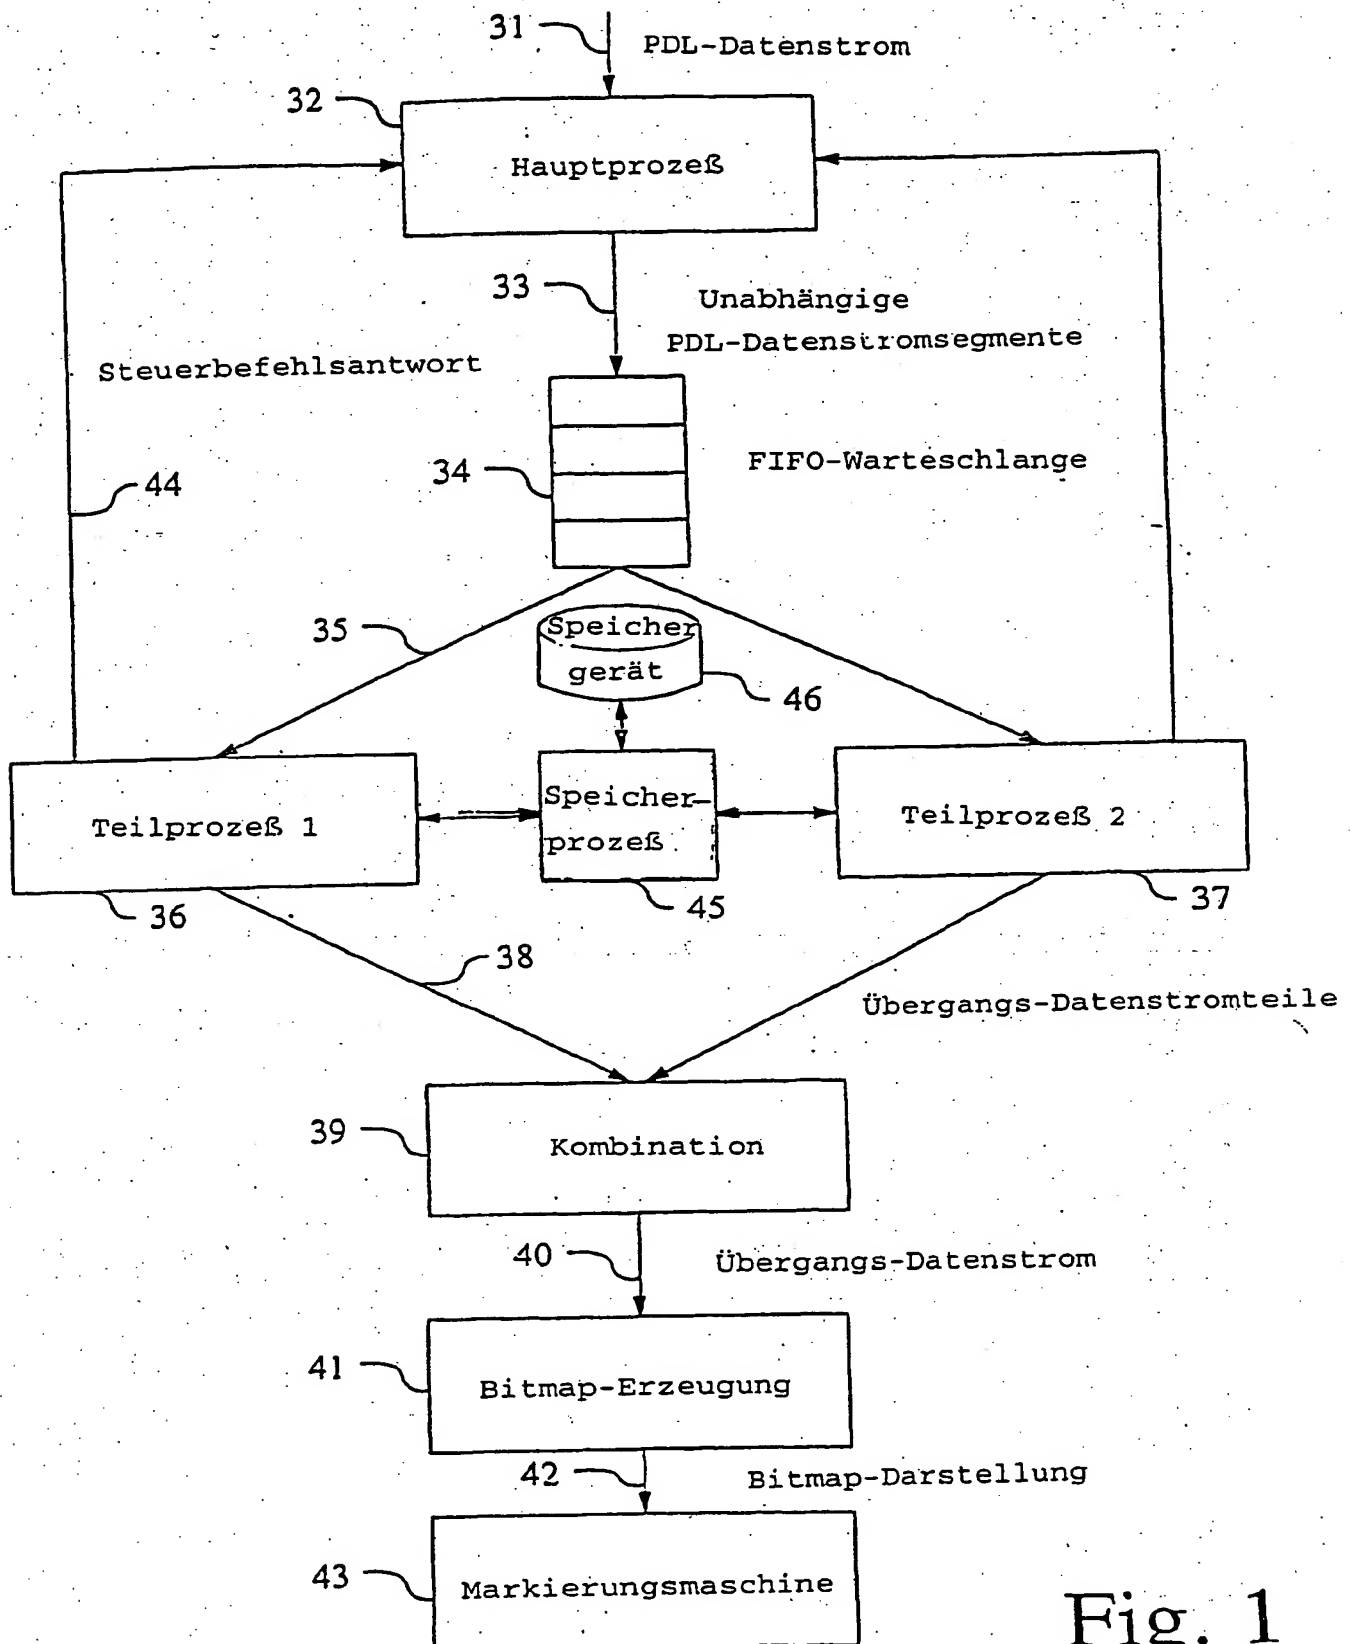 31
PDL-Datenstrom
32
Hauptprozeß
33
Unabhängige
PDL-Datenstromsegmente
Steuerbefehlsantwort
34
FIFO-Warteschlange
44
35
Speicher
gerät
46
Teilprozeß 1
Speicher-
prozeß
Teilprozeß 2
36
45
37
38
Übergangs-Datenstromteile
39
Kombination
40
Übergangs-Datenstrom
41
Bitmap-Erzeugung
42
Bitmap-Darstellung
43
Markierungsmaschine
Fig. 1